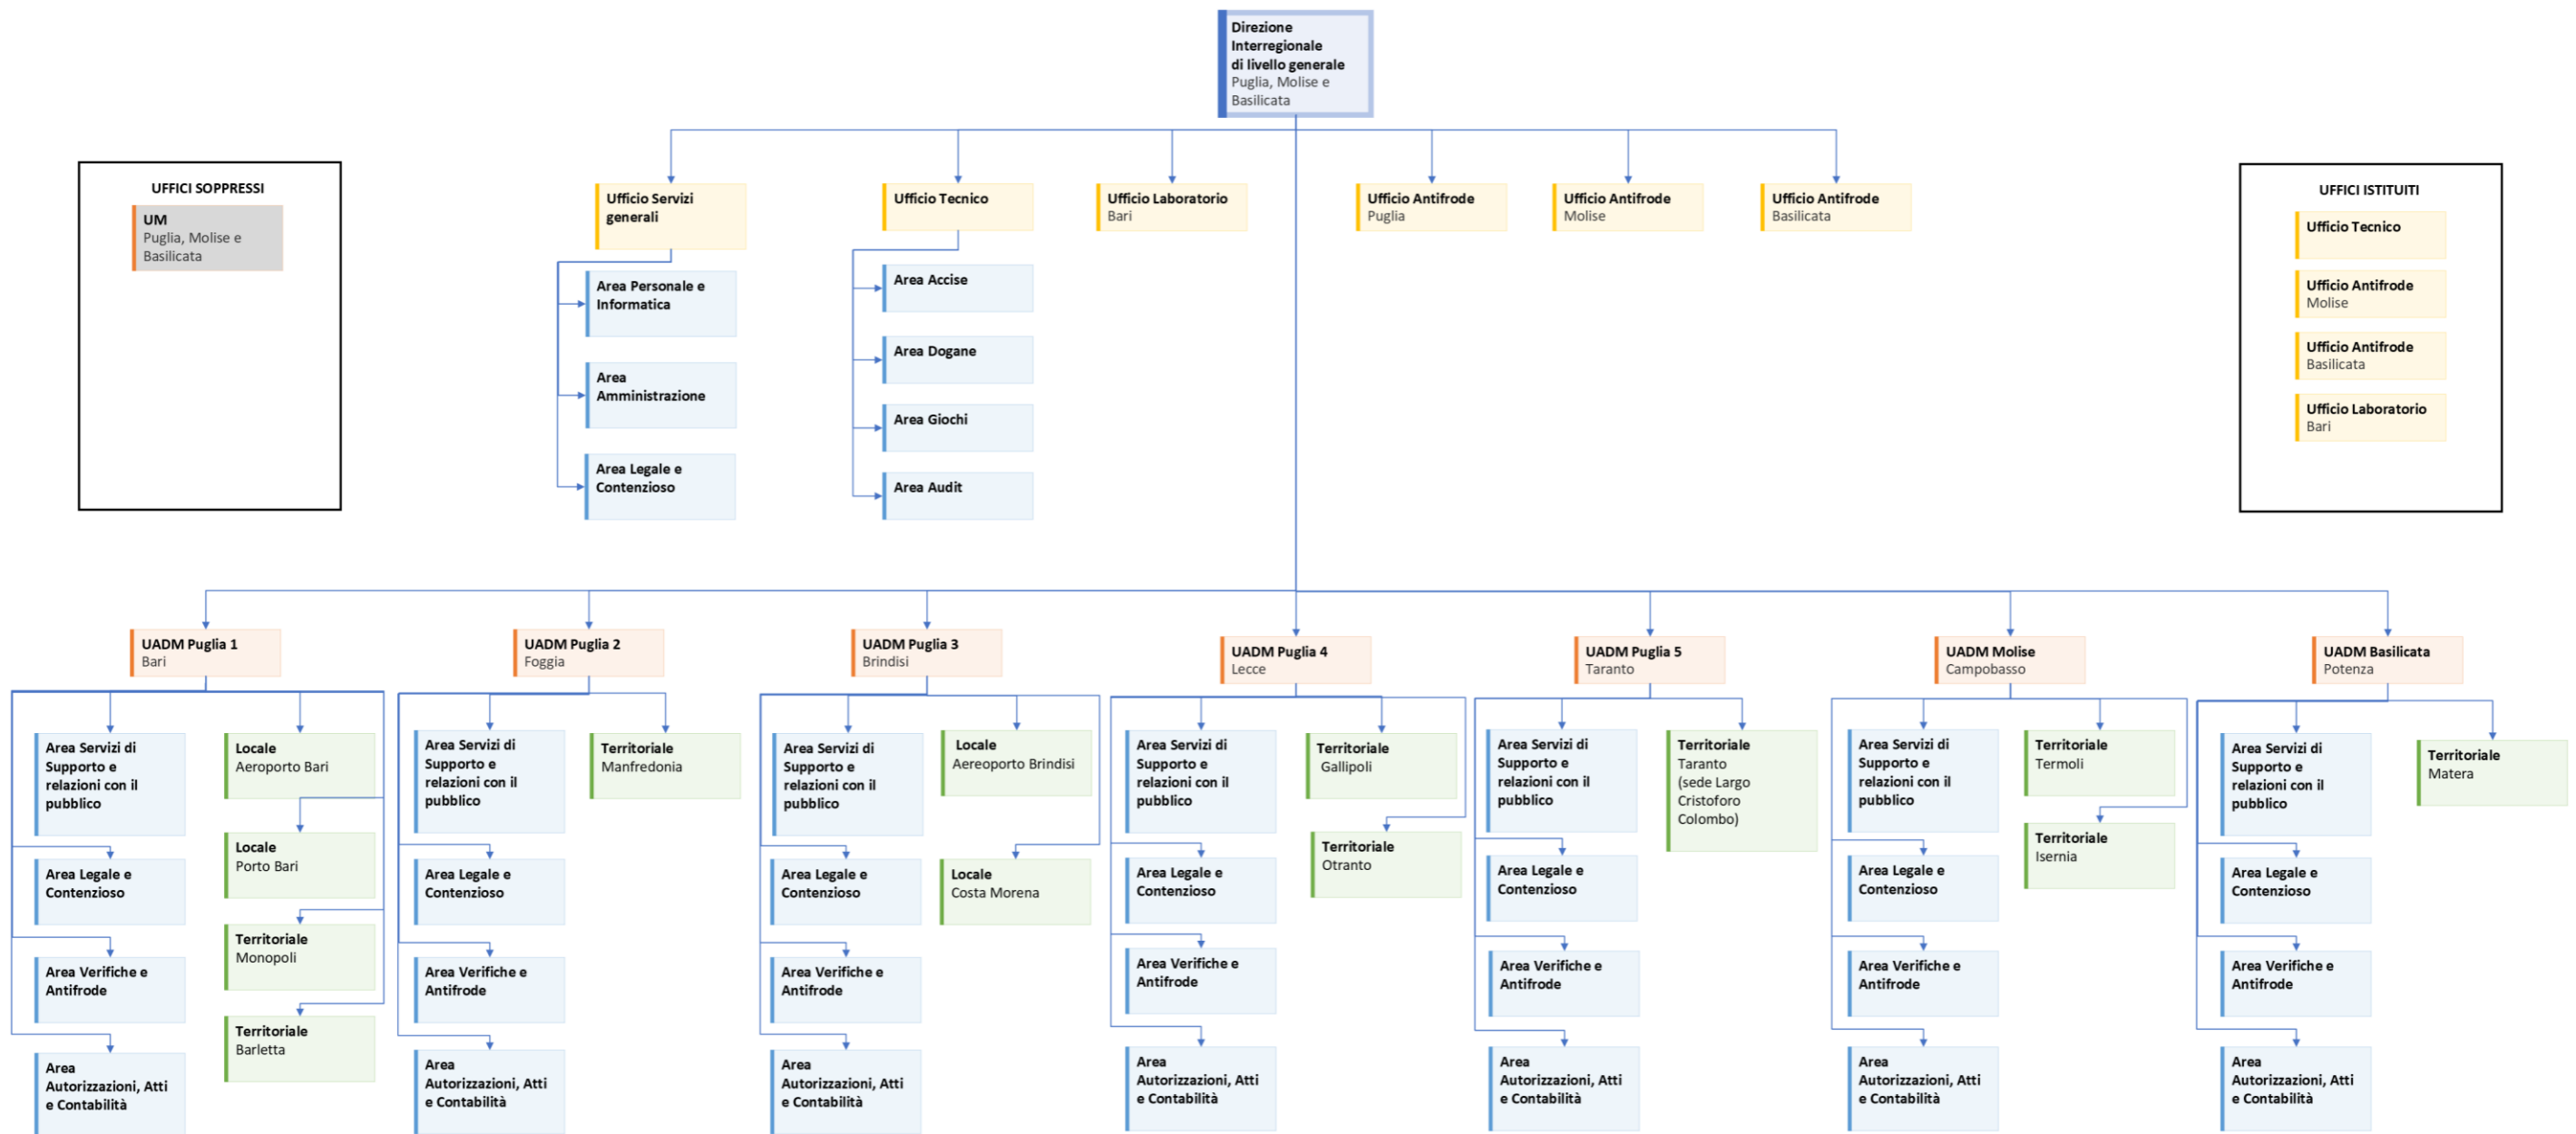 Direzione
Interregionale
di livello generale
Puglia, Molise e
Basilicata
UFFICI SOPPRESSI
UM
Puglia, Molise e
Basilicata
Ufficio Servizi
generali
Ufficio Tecnico
Ufficio Laboratorio
Bari
Ufficio Antifrode
Puglia
Ufficio Antifrode
Molise
Ufficio Antifrode
Basilicata
UFFICI ISTITUITI
Ufficio Tecnico
Ufficio Antifrode
Molise
Ufficio Antifrode
Basilicata
Ufficio Laboratorio
Bari
Area Personale e
Informatica
Area
Amministrazione
Area Legale e
Contenzioso
Area Accise
Area Dogane
Area Giochi
Area Audit
UADM Puglia 1
Bari
Area Servizi di
Supporto e
relazioni con il
pubblico
Area Legale e
Contenzioso
Area Verifiche e
Antifrode
Area
Autorizzazioni, Atti
e Contabilità
Locale
Aeroporto Bari
Locale
Porto Bari
Territoriale
Monopoli
Territoriale
Barletta
UADM Puglia 2
Foggia
Area Servizi di
Supporto e
relazioni con il
pubblico
Area Legale e
Contenzioso
Area Verifiche e
Antifrode
Area
Autorizzazioni, Atti
e Contabilità
Territoriale
Manfredonia
UADM Puglia 3
Brindisi
Area Servizi di
Supporto e
relazioni con il
pubblico
Area Legale e
Contenzioso
Area Verifiche e
Antifrode
Area
Autorizzazioni, Atti
e Contabilità
Locale
Aereoporto Brindisi
Locale
Costa Morena
UADM Puglia 4
Lecce
Area Servizi di
Supporto e
relazioni con il
pubblico
Area Legale e
Contenzioso
Area Verifiche e
Antifrode
Area
Autorizzazioni, Atti
e Contabilità
Territoriale
Gallipoli
Territoriale
Otranto
UADM Puglia 5
Taranto
Area Servizi di
Supporto e
relazioni con il
pubblico
Area Legale e
Contenzioso
Area Verifiche e
Antifrode
Area
Autorizzazioni, Atti
e Contabilità
Territoriale
Taranto
(sede Largo
Cristoforo
Colombo)
UADM Molise
Campobasso
Area Servizi di
Supporto e
relazioni con il
pubblico
Area Legale e
Contenzioso
Area Verifiche e
Antifrode
Area
Autorizzazioni, Atti
e Contabilità
Territoriale
Termoli
Territoriale
Isernia
UADM Basilicata
Potenza
Area Servizi di
Supporto e
relazioni con il
pubblico
Area Legale e
Contenzioso
Area Verifiche e
Antifrode
Area
Autorizzazioni, Atti
e Contabilità
Territoriale
Matera